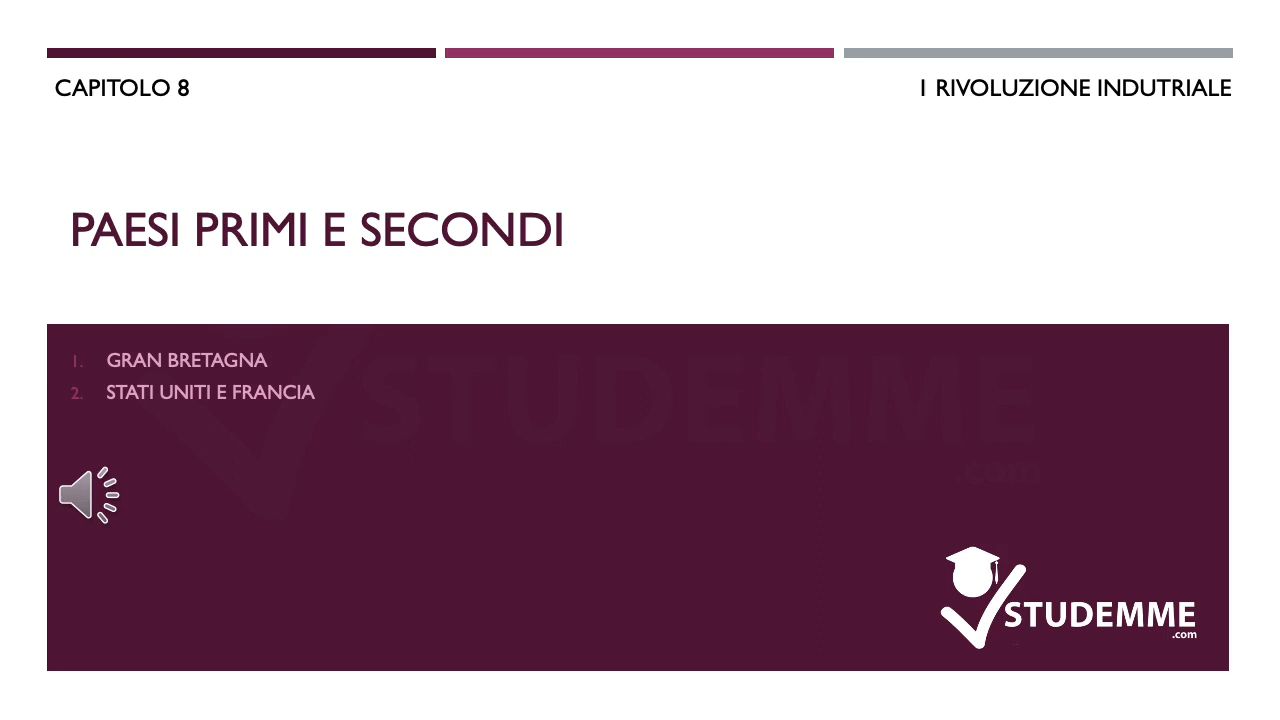 CAPITOLO 8
I RIVOLUZIONE INDUTRIALE
PAESI PRIMI E SECONDI
1. GRAN BRETAGNA
2. STATI UNITI E FRANCIA
STUDEMME
.com
STUDEMME
.com